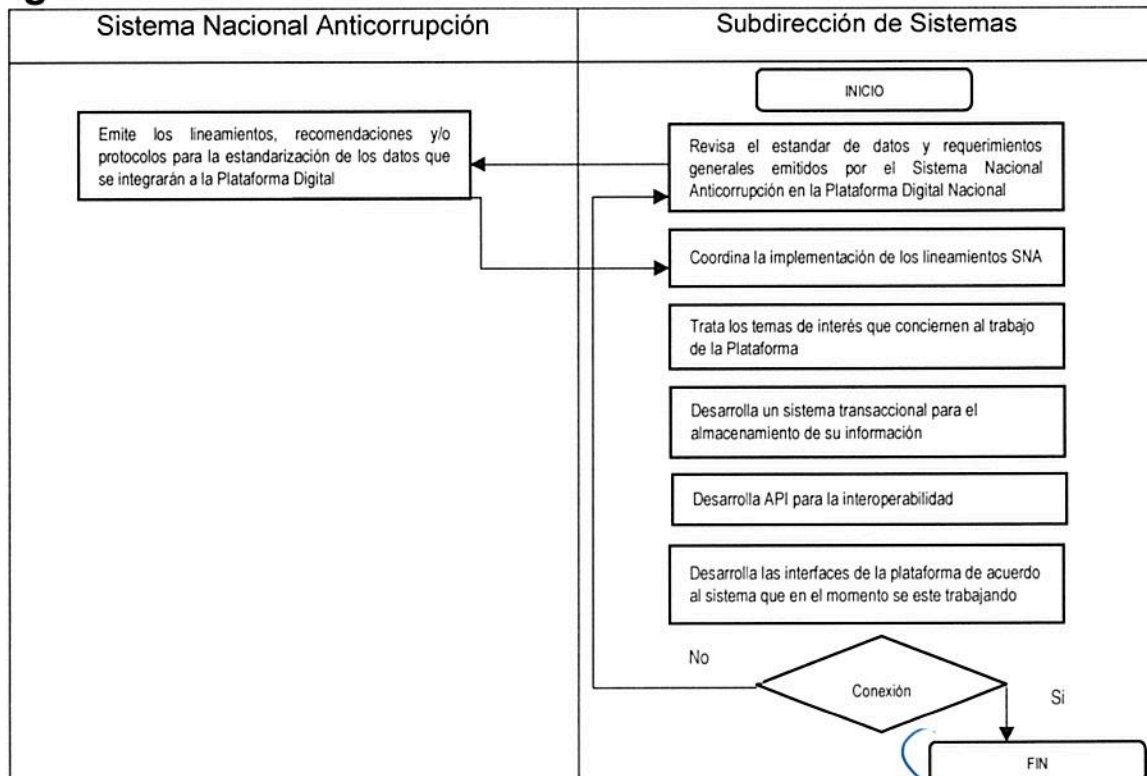 Sistema Nacional Anticorrupción
Subdirección de Sistemas
INICIO
Emite los lineamientos, recomendaciones y/o
protocolos para la estandarización de los datos que
se integrarán a la Plataforma Digital
Revisa el estandar de datos y requerimientos
generales emitidos por el Sistema Nacional
Anticorrupción en la Plataforma Digital Nacional
Coordina la implementación de los lineamientos SNA
Trata los temas de interés que conciernen al trabajo
de la Plataforma
Desarrolla un sistema transaccional para el
almacenamiento de su información
Desarrolla API para la interoperabilidad
Desarrolla las interfaces de la plataforma de acuerdo
al sistema que en el momento se este trabajando
No
Conexión
Si
FIN